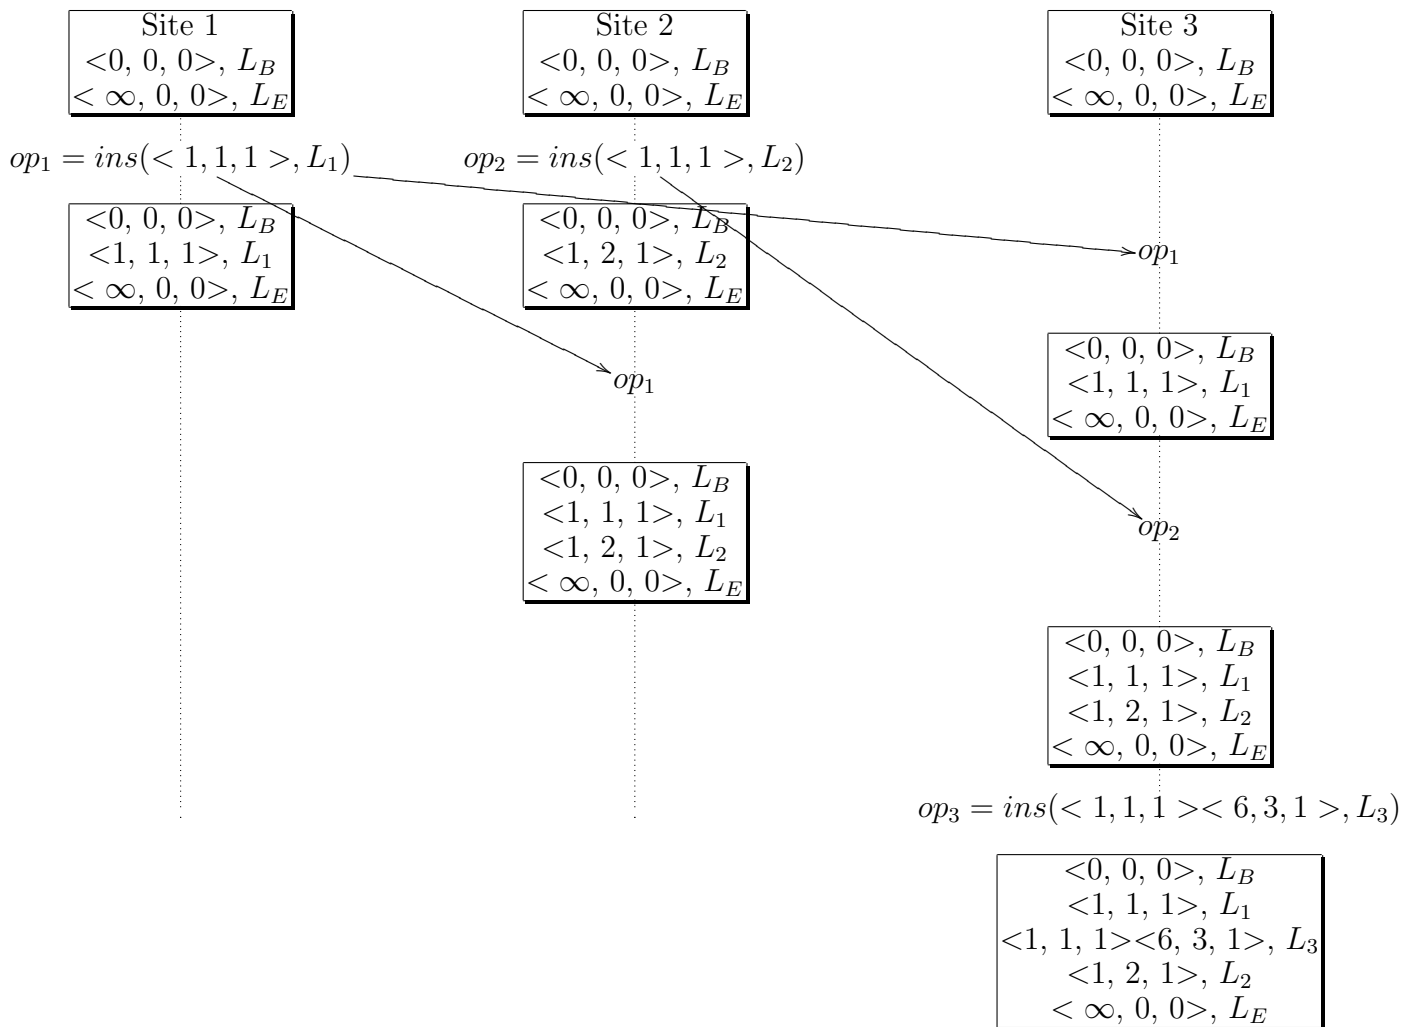 Site 1
<0, 0, 0>, L_B
< ∞, 0, 0>, L_E
Site 2
<0, 0, 0>, L_B
< ∞, 0, 0>, L_E
Site 3
<0, 0, 0>, L_B
< ∞, 0, 0>, L_E
op_1 = ins(< 1, 1, 1 >, L_1)
op_2 = ins(< 1, 1, 1 >, L_2)
<0, 0, 0>, L_B
<1, 1, 1>, L_1
< ∞, 0, 0>, L_E
<0, 0, 0>, L_B
<1, 2, 1>, L_2
< ∞, 0, 0>, L_E
op_1
<0, 0, 0>, L_B
<1, 1, 1>, L_1
< ∞, 0, 0>, L_E
op_1
<0, 0, 0>, L_B
<1, 1, 1>, L_1
<1, 2, 1>, L_2
< ∞, 0, 0>, L_E
op_2
<0, 0, 0>, L_B
<1, 1, 1>, L_1
<1, 2, 1>, L_2
< ∞, 0, 0>, L_E
op_3 = ins(< 1, 1, 1 >< 6, 3, 1 >, L_3)
<0, 0, 0>, L_B
<1, 1, 1>, L_1
<1, 1, 1><6, 3, 1>, L_3
<1, 2, 1>, L_2
< ∞, 0, 0>, L_E